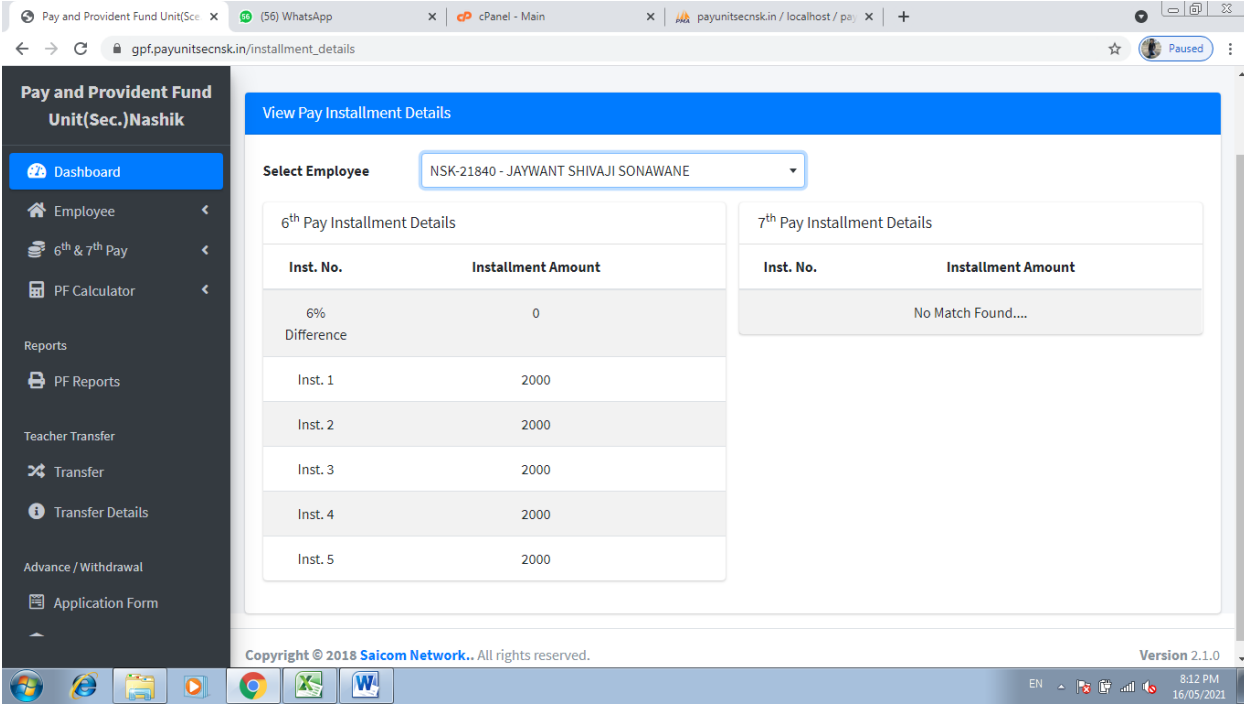 Pay and Provident Fund Unit(Sce
(56) WhatsApp
cPanel - Main
payunitsecnsk.in / localhost / pay
gpf.payunitsecnsk.in/installment_details
Paused
Pay and Provident Fund
Unit(Sec.)Nashik
Dashboard
Employee
6th & 7th Pay
PF Calculator
Reports
PF Reports
Teacher Transfer
Transfer
Transfer Details
Advance / Withdrawal
Application Form
View Pay Installment Details
Select Employee NSK-21840 - JAYWANT SHIVAJI SONAWANE
6th Pay Installment Details
Inst. No. Installment Amount
6% Difference 0
Inst. 1 2000
Inst. 2 2000
Inst. 3 2000
Inst. 4 2000
Inst. 5 2000
7th Pay Installment Details
Inst. No. Installment Amount
No Match Found....
Copyright © 2018 Saicom Network.. All rights reserved.
Version 2.1.0
EN
8:12 PM
16/05/2021